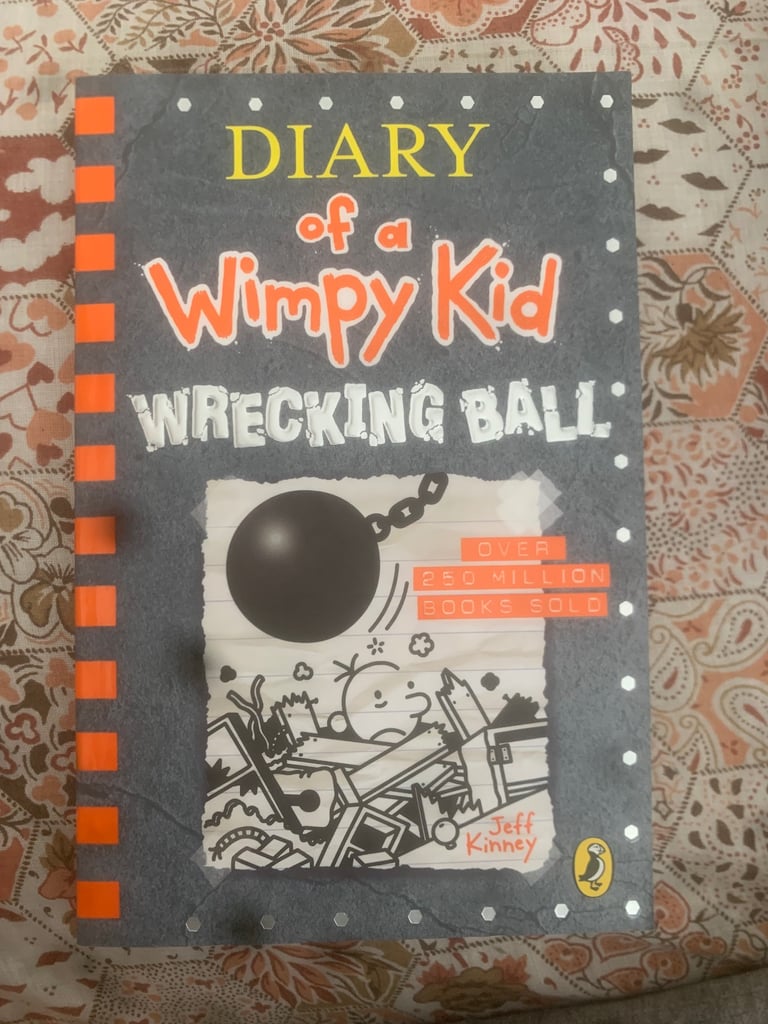 DIARY
of a
Wimpy Kid
WRECKING BALL
OVER
250 MILLION
BOOKS SOLD
Jeff
Kinney